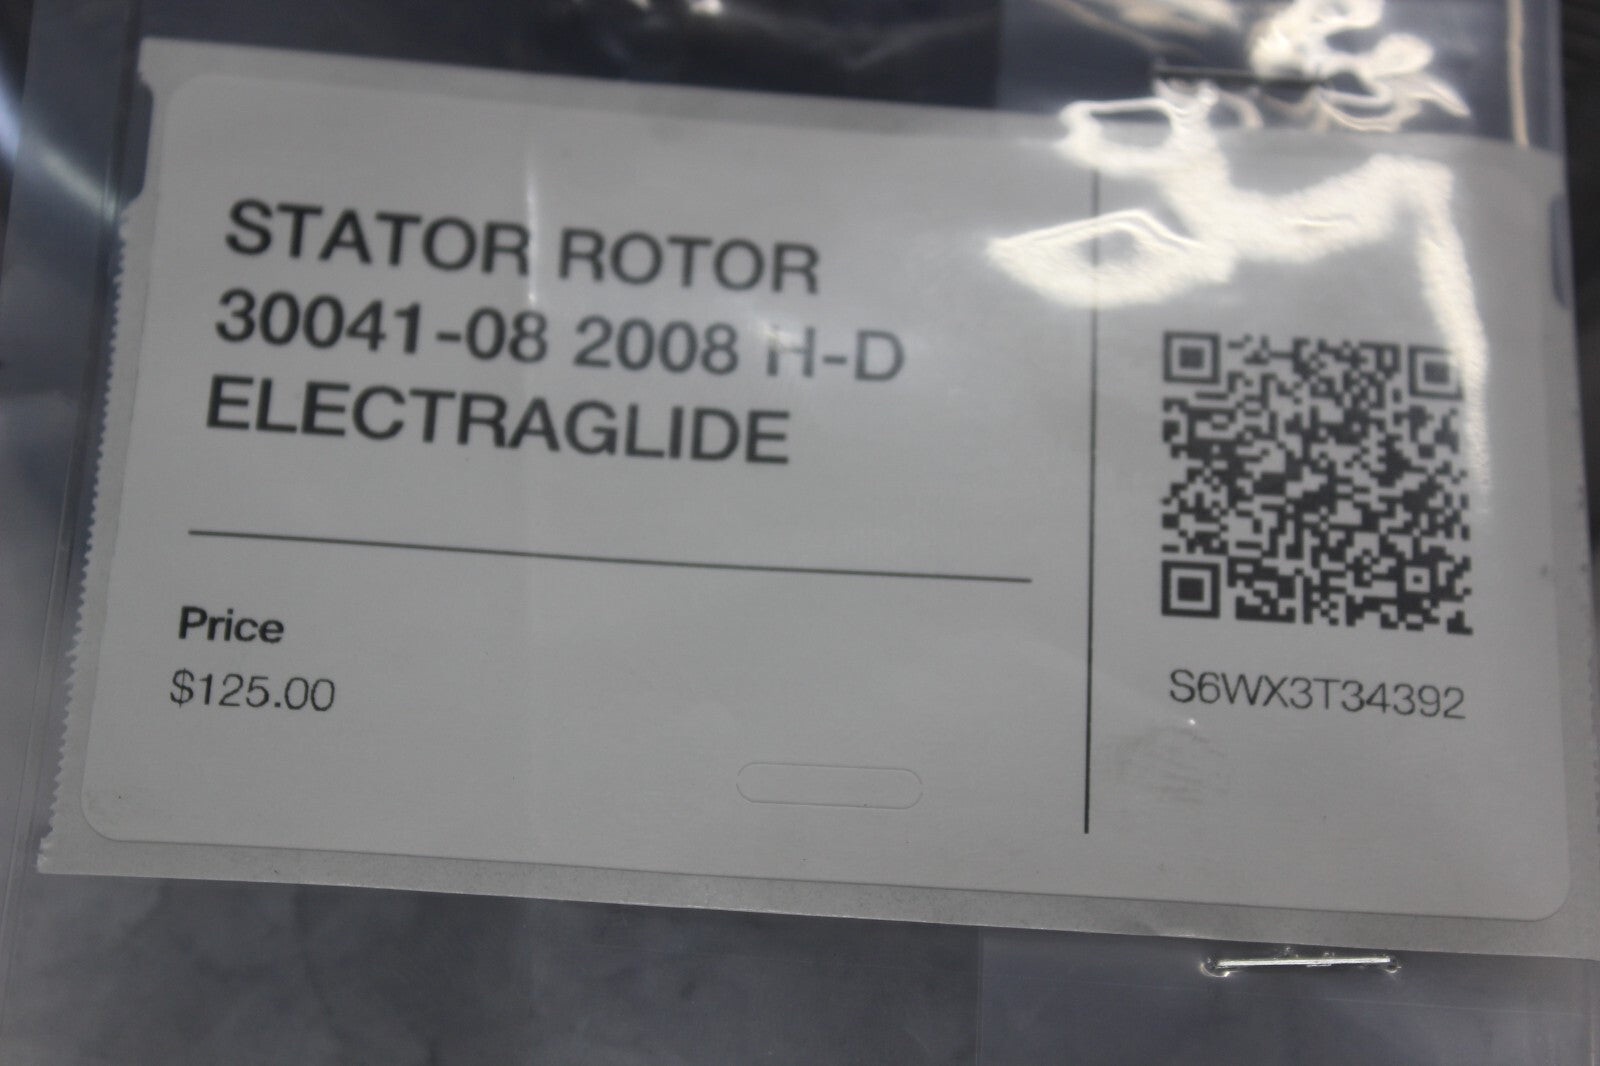 STATOR ROTOR
30041-08 2008 H-D
ELECTRAGLIDE
Price
$125.00
S6WX3T34392